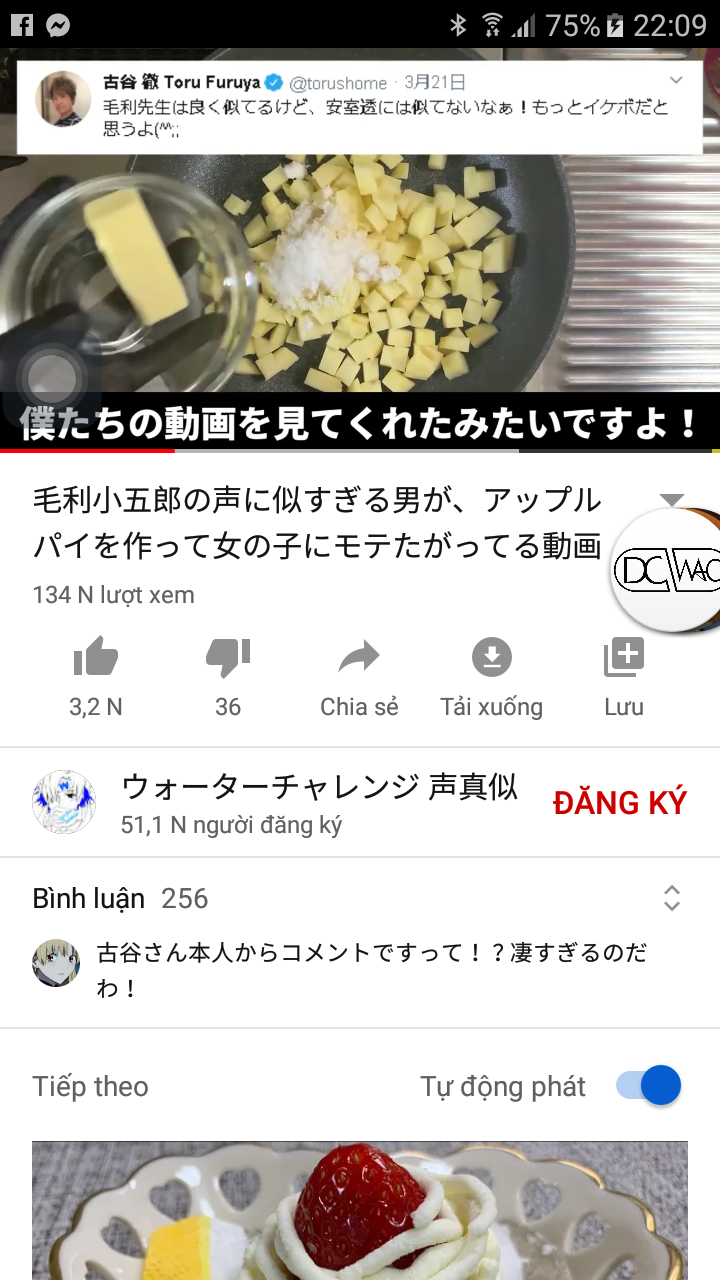 75% 22:09
古谷 徹 Toru Furuya @torushome · 3月21日
毛利先生は良く似てるけど、安室透には似てないなぁ！もっとイケボだと
思うよ(^^;;
僕たちの動画を見てくれたみたいですよ！
毛利小五郎の声に似すぎる男が、アップル
パイを作って女の子にモテたがってる動画
DC WAC
134 N lượt xem
3,2 N 36 Chia sẻ Tải xuống Lưu
ウォーターチャレンジ 声真似
ĐĂNG KÝ
51,1 N người đăng ký
Bình luận 256
古谷さん本人からコメントですって！？凄すぎるのだ
わ！
Tiếp theo Tự động phát